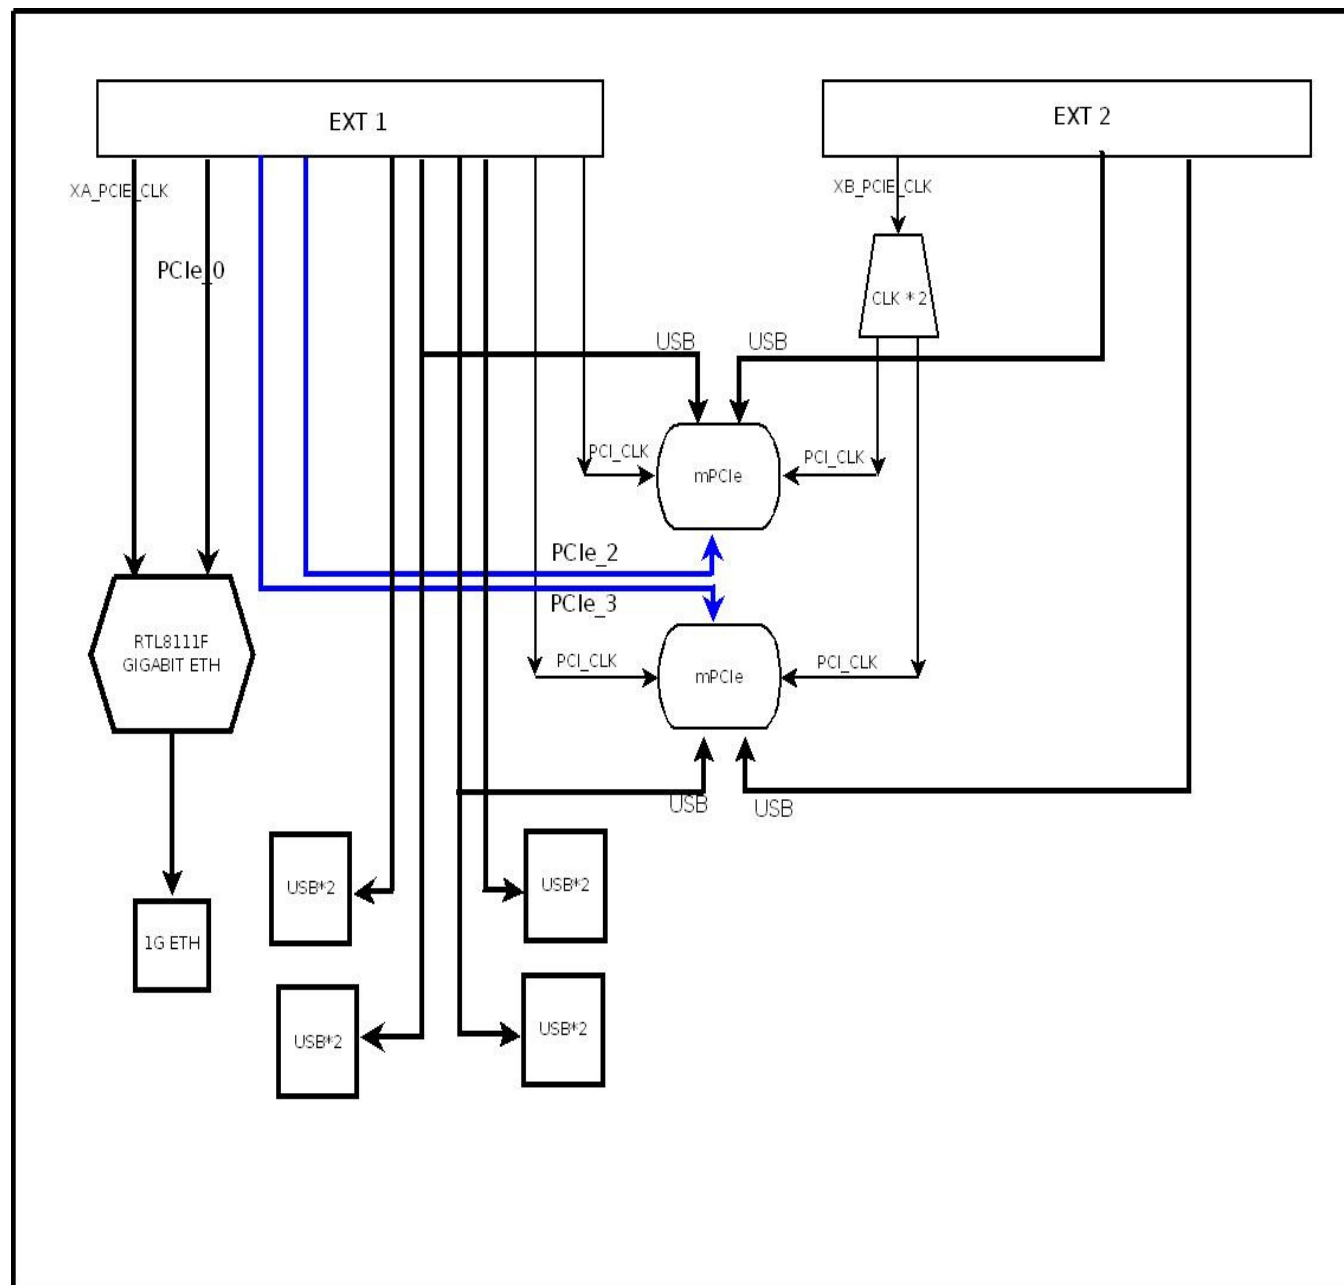 EXT 1
EXT 2
XA_PCIE_CLK
XB_PCIE_CLK
PCIe_0
CLK * 2
USB
USB
PCI_CLK
mPCIe
PCI_CLK
PCIe_2
PCIe_3
RTL8111F
GIGABIT ETH
PCI_CLK
mPCIe
PCI_CLK
USB
USB
USB*2
USB*2
1G ETH
USB*2
USB*2